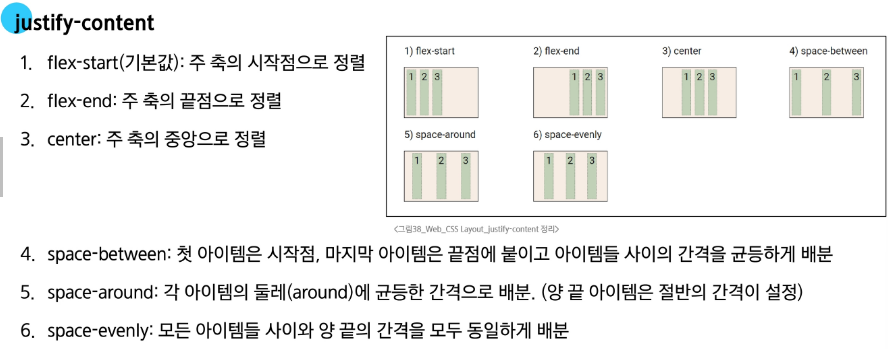 justify-content
1. flex-start(기본값): 주 축의 시작점으로 정렬
2. flex-end: 주 축의 끝점으로 정렬
3. center: 주 축의 중앙으로 정렬
1) flex-start
2) flex-end
3) center
4) space-between
1 2 3
1 2 3
1 2 3
1 2 3
5) space-around
6) space-evenly
1 2 3
1 2 3
<그림38_Web_CSS Layout_justify-content 정리>
4. space-between: 첫 아이템은 시작점, 마지막 아이템은 끝점에 붙이고 아이템들 사이의 간격을 균등하게 배분
5. space-around: 각 아이템의 둘레(around)에 균등한 간격으로 배분. (양 끝 아이템은 절반의 간격이 설정)
6. space-evenly: 모든 아이템들 사이와 양 끝의 간격을 모두 동일하게 배분